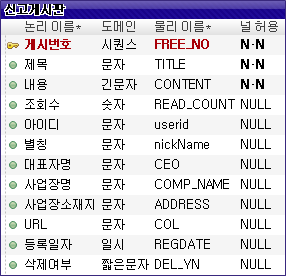 신고게시판
논리 이름* 도메인 물리 이름* 널 허용
게시번호 시퀀스 FREE_NO N·N
제목 문자 TITLE N·N
내용 긴문자 CONTENT N·N
조회수 숫자 READ_COUNT NULL
아이디 문자 userid NULL
별칭 문자 nickName NULL
대표자명 문자 CEO NULL
사업장명 문자 COMP_NAME NULL
사업장소재지 문자 ADDRESS NULL
URL 문자 COL NULL
등록일자 일시 REGDATE NULL
삭제여부 짧은문자 DEL_YN NULL